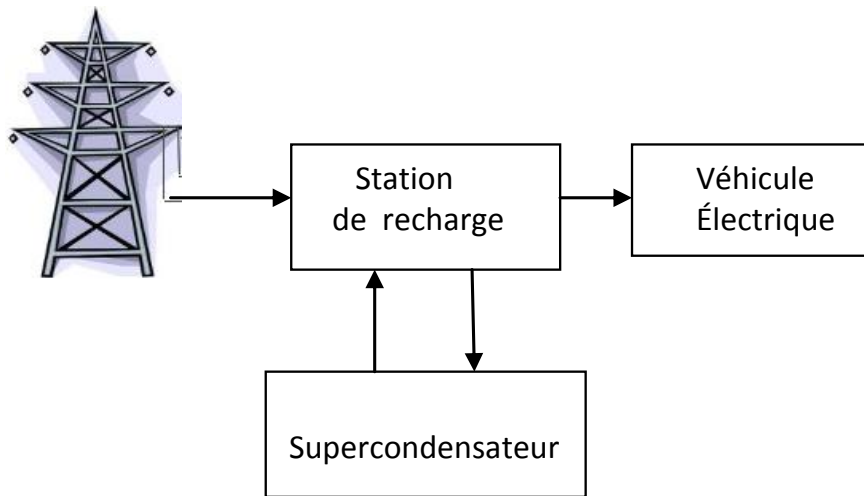 Station
de recharge
Véhicule
Électrique
Supercondensateur